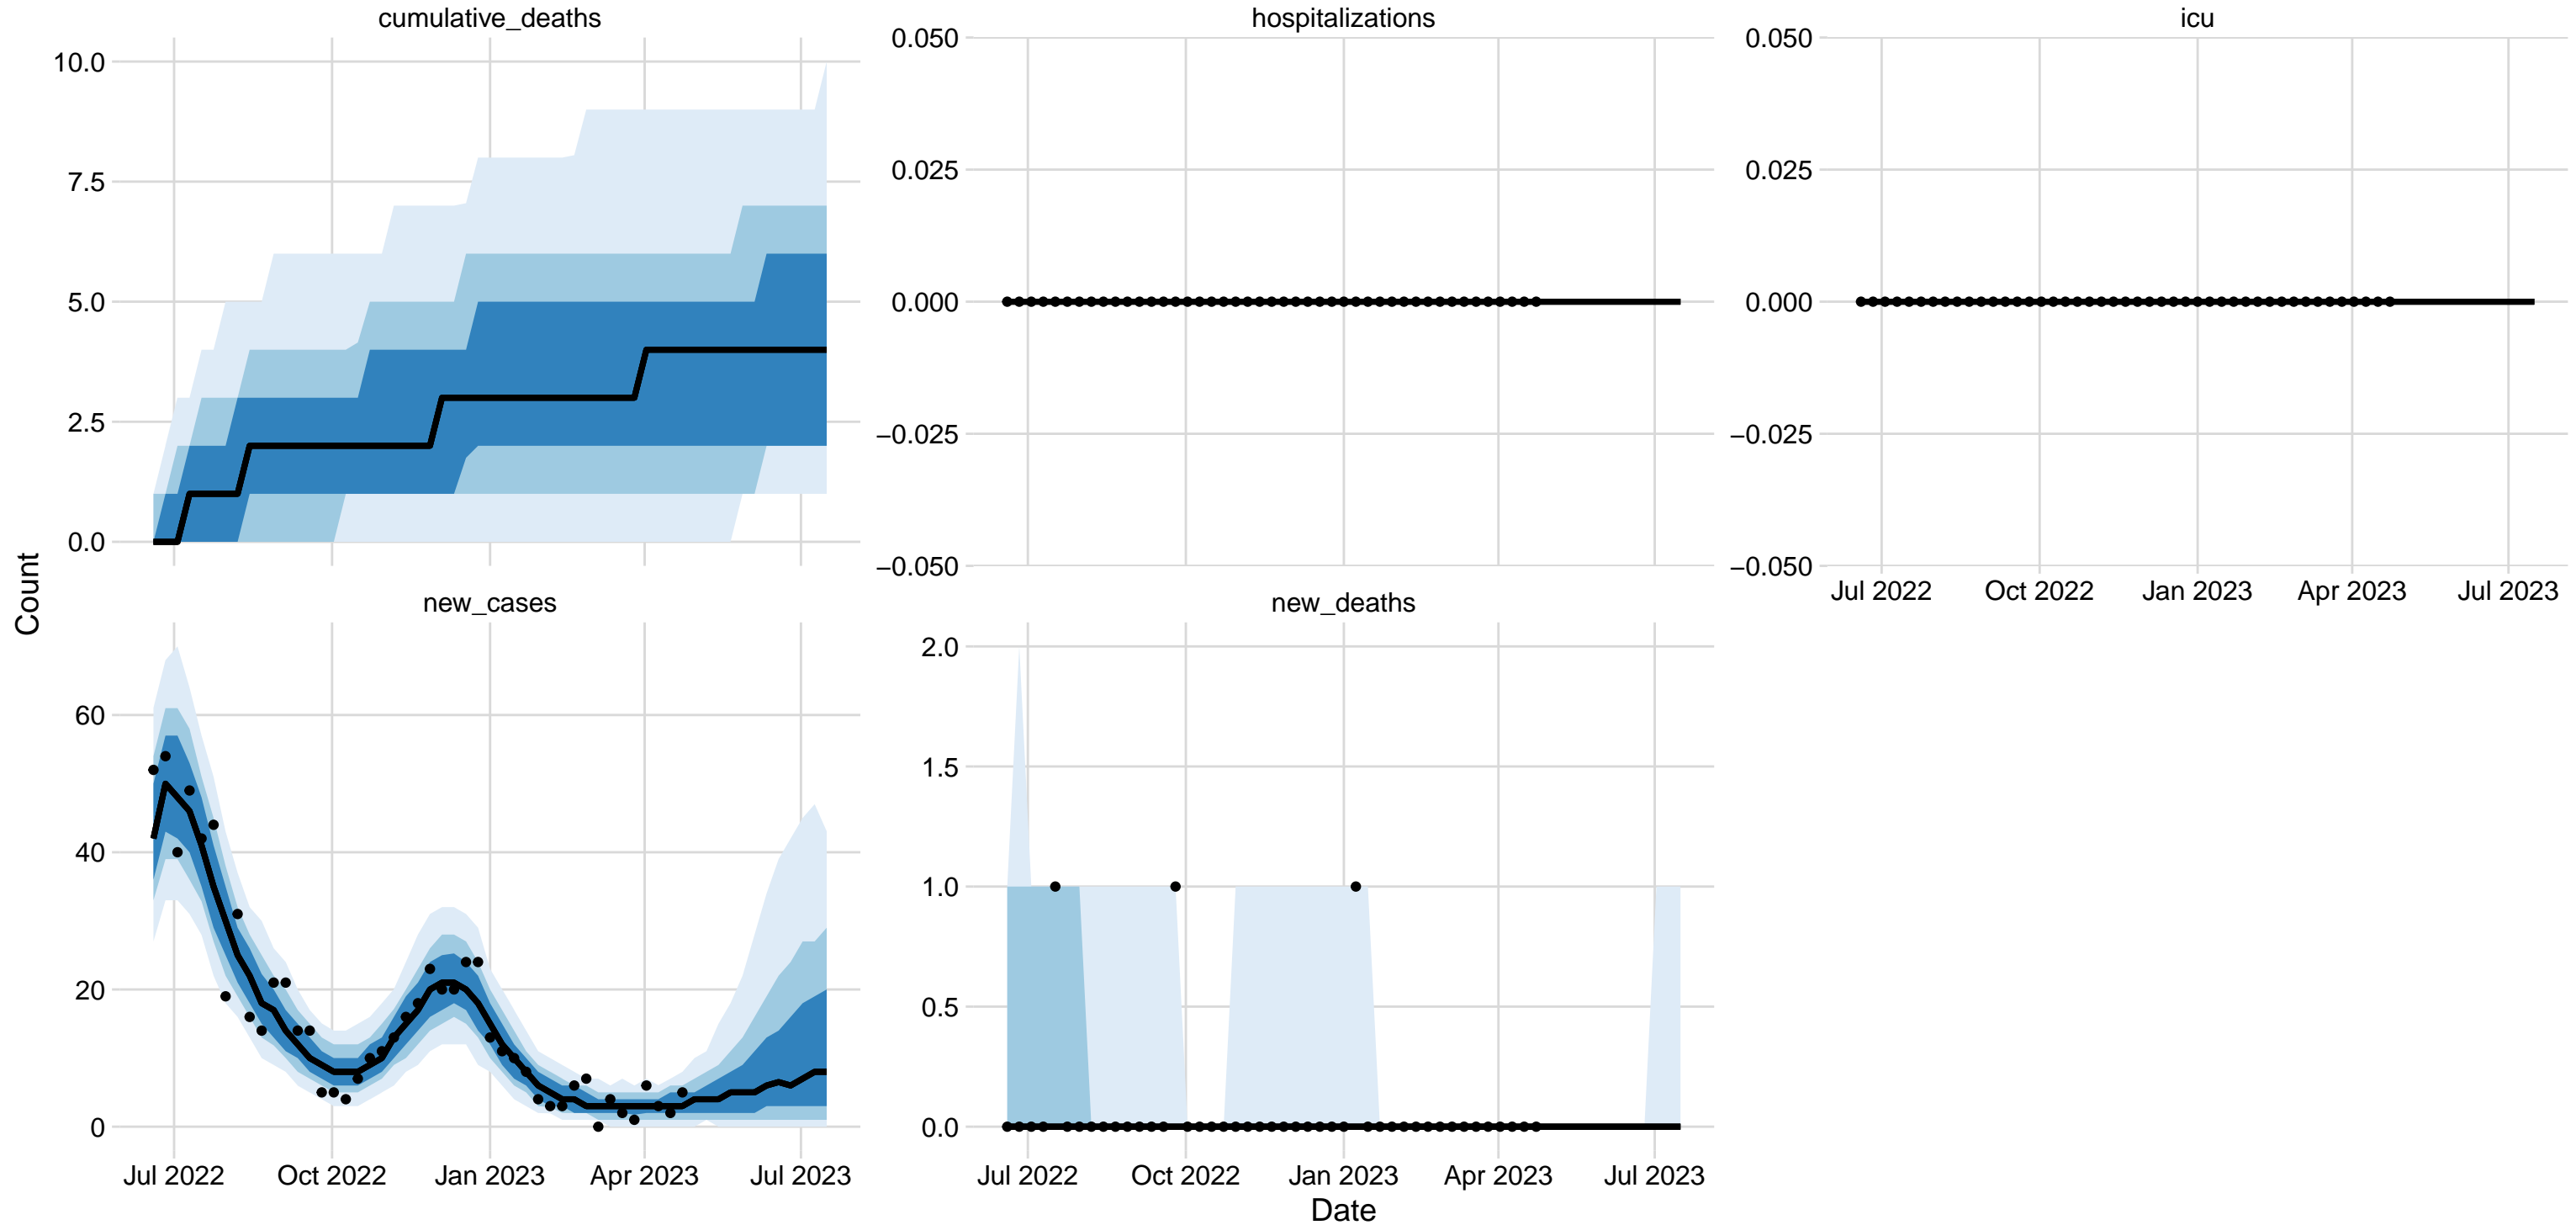 cumulative_deaths
hospitalizations
icu
10.0
7.5
5.0
2.5
0.0
0.050
0.025
0.000
−0.025
−0.050
0.050
0.025
0.000
−0.025
−0.050
Jul 2022 Oct 2022 Jan 2023 Apr 2023 Jul 2023
Count
new_cases
new_deaths
60
40
20
0
2.0
1.5
1.0
0.5
0.0
Jul 2022 Oct 2022 Jan 2023 Apr 2023 Jul 2023
Jul 2022 Oct 2022 Jan 2023 Apr 2023 Jul 2023
Date